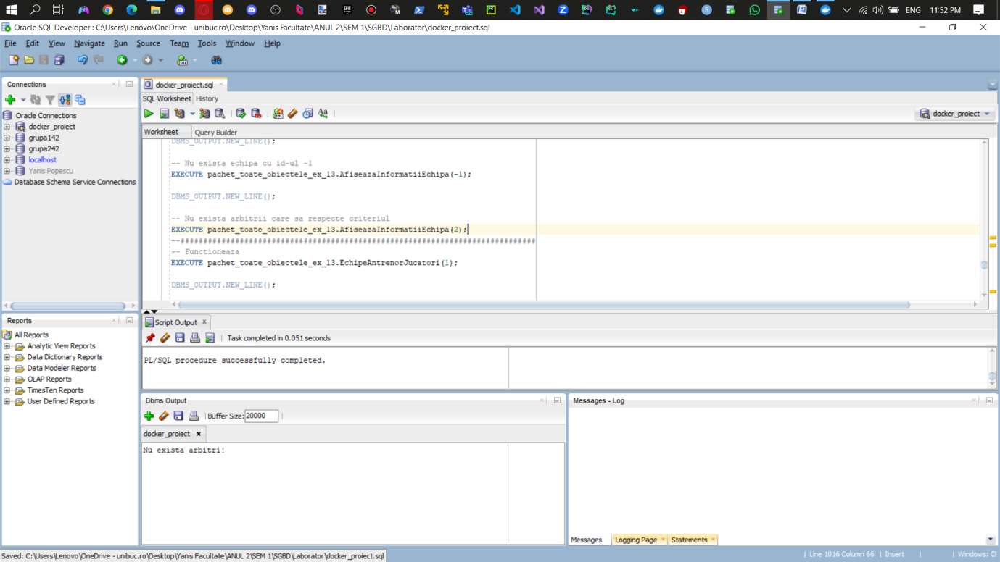 ENG 11:52 PM
Oracle SQL Developer : C:\Users\Lenovo\OneDrive - unibuc.ro\Desktop\Yanis Facultate\ANUL 2\SEM 1\SGBD\Laborator\docker_proiect.sql
File Edit View Navigate Run Source Team Tools Window Help
Connections
Oracle Connections
docker_project
grupa142
grupa242
localhost
Yanis Popescu
Database Schema Service Connections
Reports
All Reports
Analytic View Reports
Data Dictionary Reports
Data Modeler Reports
OLAP Reports
TimesTen Reports
User Defined Reports
docker_proiect.sql
SQL Worksheet History
docker_proiect
Worksheet Query Builder
DBMS_OUTPUT.NEW_LINE();
-- Nu exista echipa cu id-ul -1
EXECUTE pachet_toate_obiectele_ex_13.AfiseazaInformatiiEchipa(-1);
DBMS_OUTPUT.NEW_LINE();
-- Nu exista arbitrii care sa respecte criteriul
EXECUTE pachet_toate_obiectele_ex_13.AfiseazaInformatiiEchipa(2);
--##############################################################################
-- Functioneaza
EXECUTE pachet_toate_obiectele_ex_13.EchipeAntrenorJucatori(1);
DBMS_OUTPUT.NEW_LINE();
Script Output
Task completed in 0.051 seconds
PL/SQL procedure successfully completed.
Dbms Output
Buffer Size: 20000
docker_proiect
Nu exista arbitri!
Messages - Log
Messages Logging Page Statements
Saved: C:\Users\Lenovo\OneDrive - unibuc.ro\Desktop\Yanis Facultate\ANUL 2\SEM 1\SGBD\Laborator\docker_proiect.sql
Line 1016 Column 66 Insert Windows: C